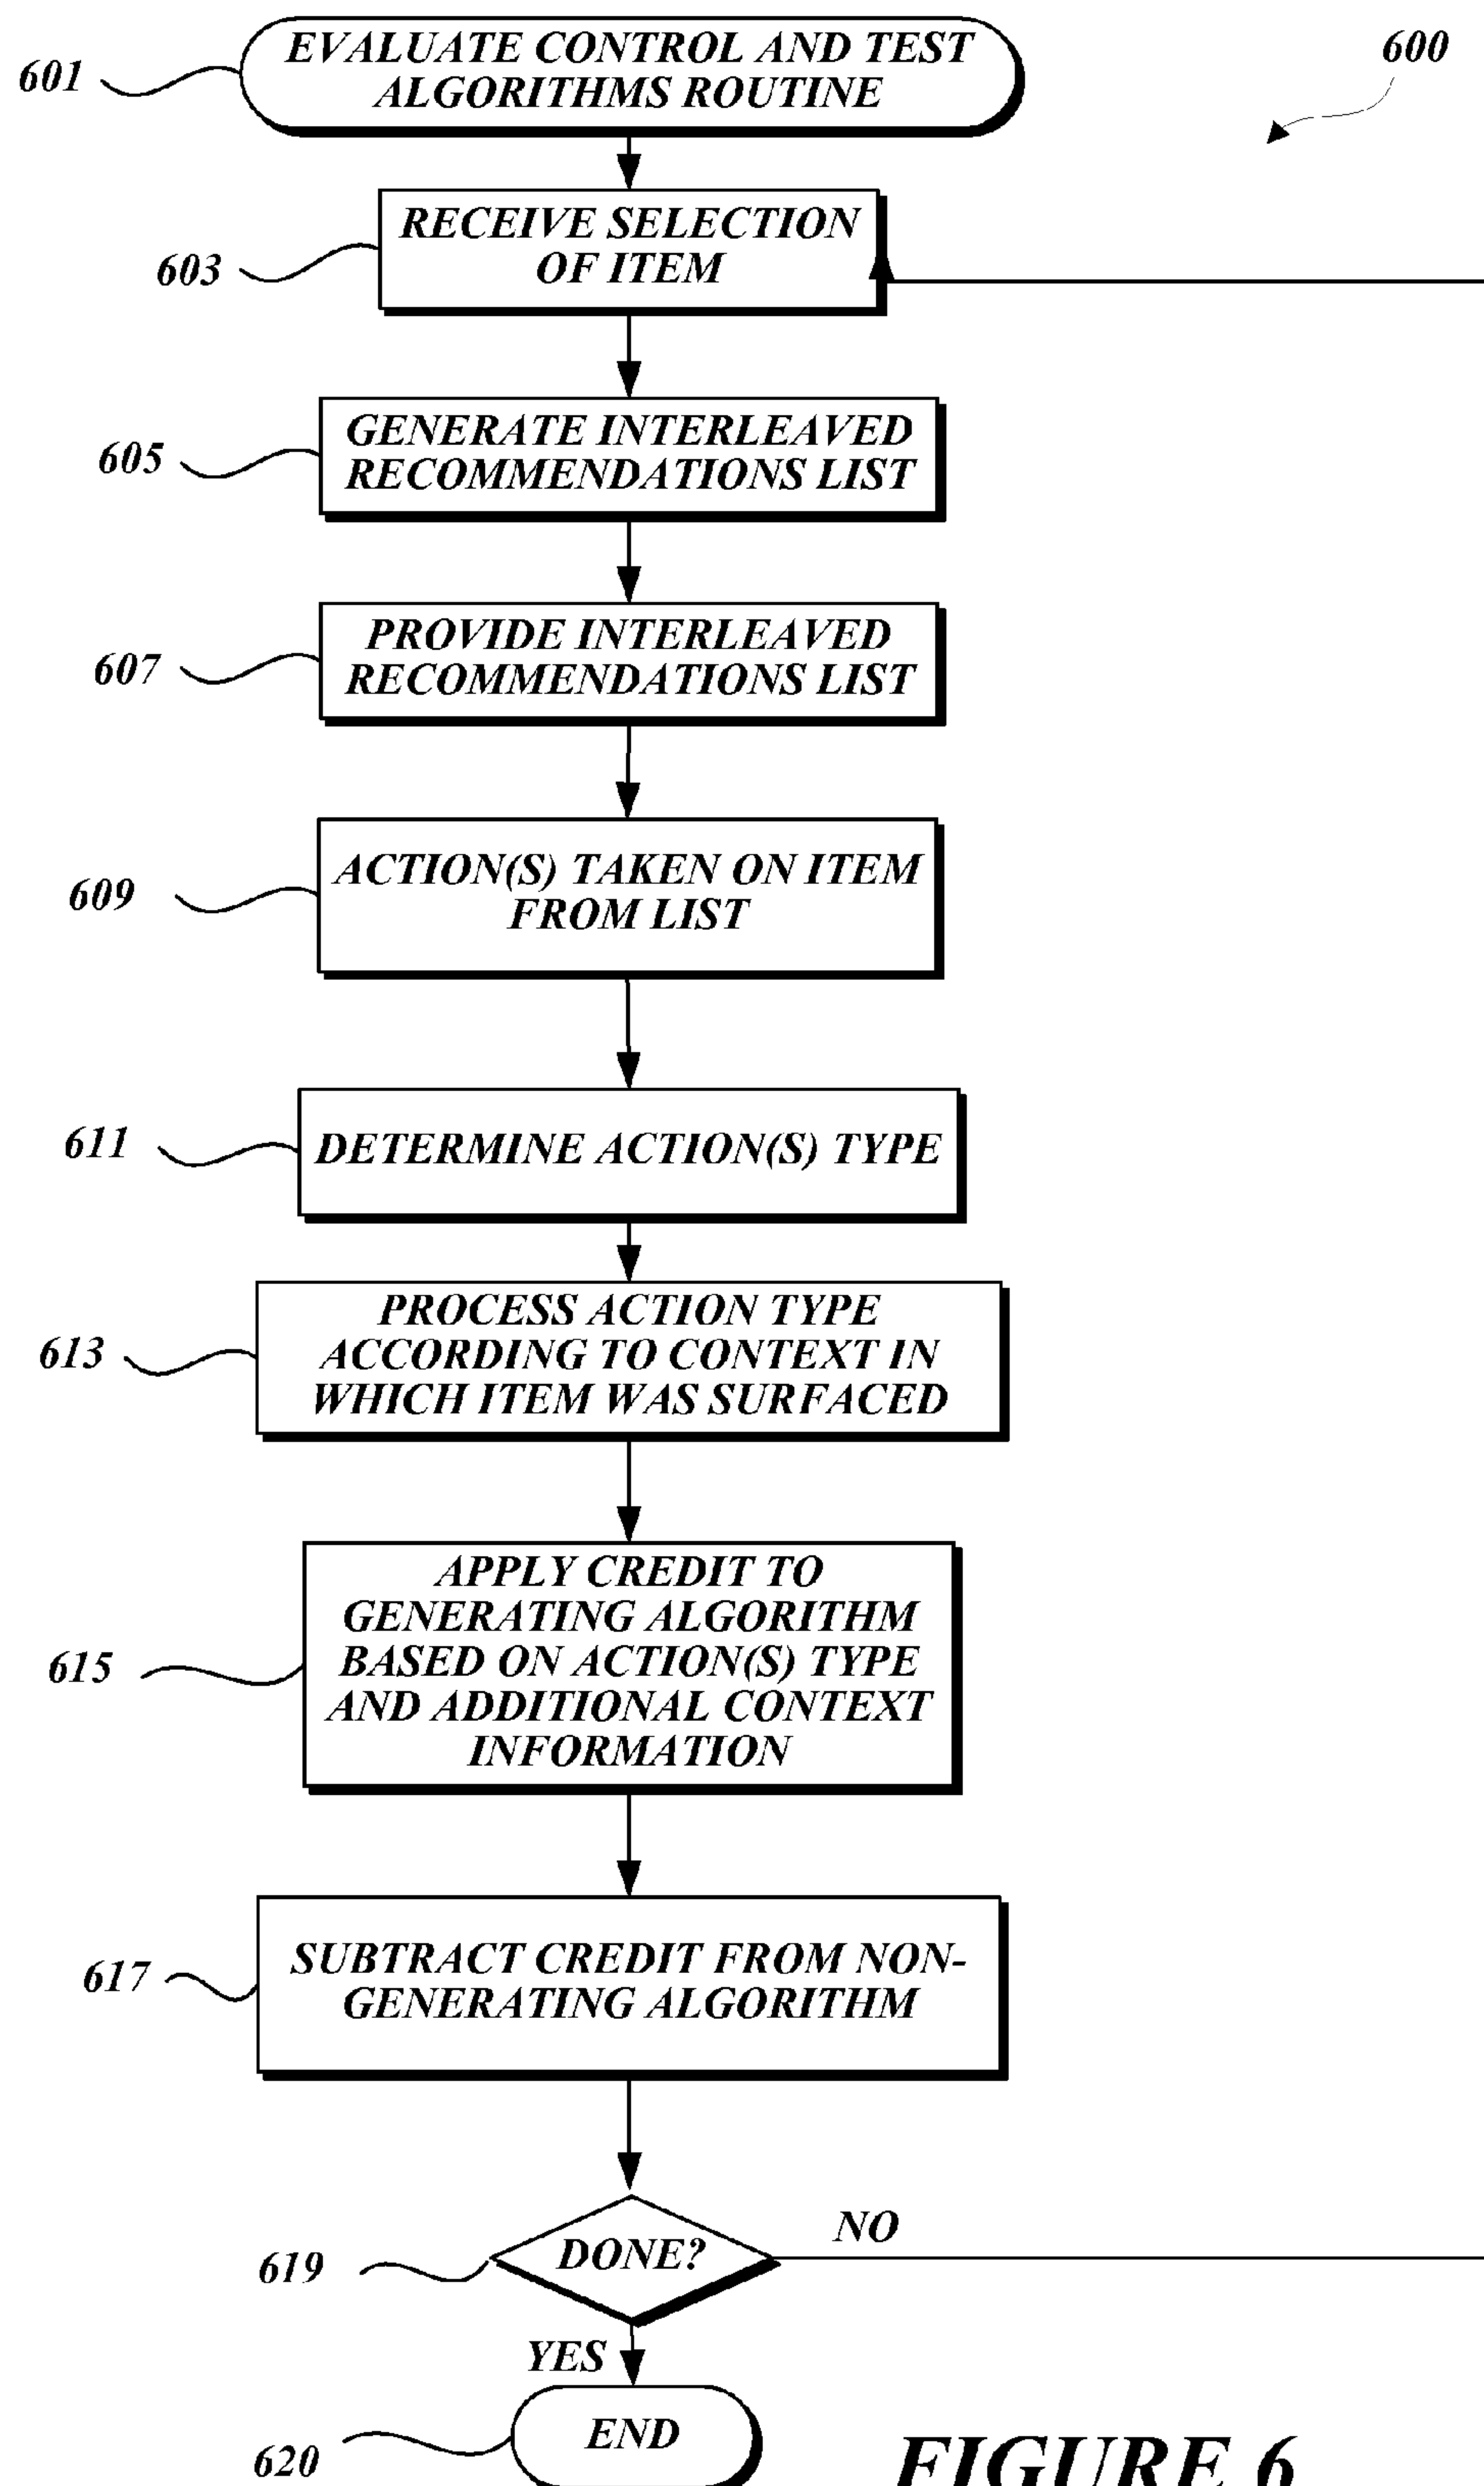 601
EVALUATE CONTROL AND TEST
ALGORITHMS ROUTINE
600
603
RECEIVE SELECTION
OF ITEM
605
GENERATE INTERLEAVED
RECOMMENDATIONS LIST
607
PROVIDE INTERLEAVED
RECOMMENDATIONS LIST
609
ACTION(S) TAKEN ON ITEM
FROM LIST
611
DETERMINE ACTION(S) TYPE
613
PROCESS ACTION TYPE
ACCORDING TO CONTEXT IN
WHICH ITEM WAS SURFACED
615
APPLY CREDIT TO
GENERATING ALGORITHM
BASED ON ACTION(S) TYPE
AND ADDITIONAL CONTEXT
INFORMATION
617
SUBTRACT CREDIT FROM NON-
GENERATING ALGORITHM
619
DONE?
NO
YES
620
END
FIGURE 6